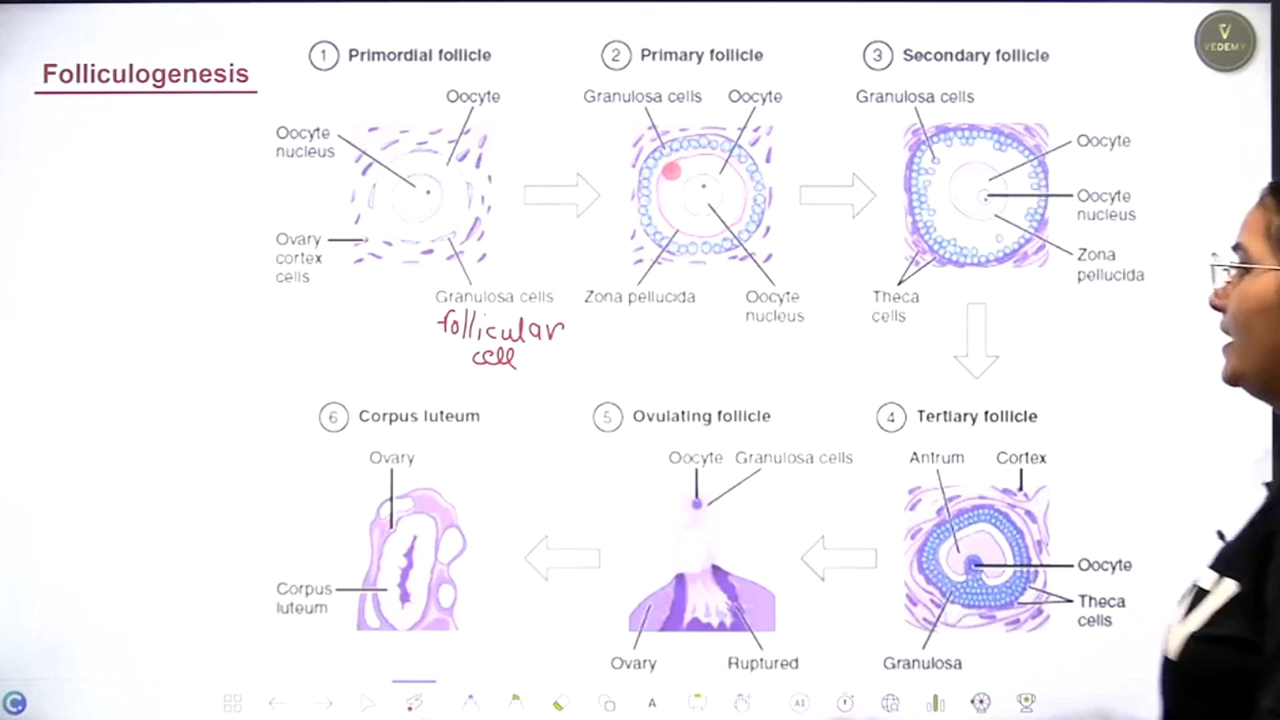 Folliculogenesis
1 Primordial follicle
Oocyte
Oocyte
nucleus
Ovary
cortex
cells
Granulosa cells
follicular
cell
2 Primary follicle
Granulosa cells Oocyte
Zona pellucida
Oocyte
nucleus
3 Secondary follicle
Granulosa cells
Oocyte
Oocyte
nucleus
Zona
pellucida
Theca
cells
4 Tertiary follicle
Antrum Cortex
Oocyte
Theca
cells
Granulosa
5 Ovulating follicle
Oocyte Granulosa cells
Ovary Ruptured
6 Corpus luteum
Ovary
Corpus
luteum
V
VEDEMY
A
AI
C